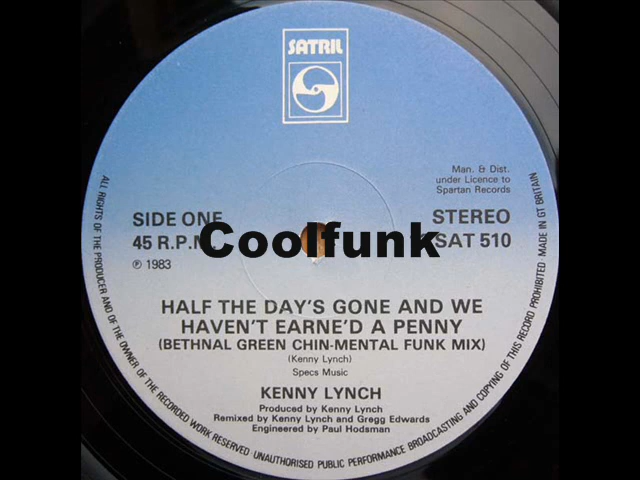 SATRIL
Man. & Dist.
under Licence to
Spartan Records
SIDE ONE
STEREO
45 R.P.M
SAT 510
Coolfunk
℗ 1983
HALF THE DAY'S GONE AND WE
HAVEN'T EARNE'D A PENNY
(BETHNAL GREEN CHIN-MENTAL FUNK MIX)
(Kenny Lynch)
Specs Music
KENNY LYNCH
Produced by Kenny Lynch
Remixed by Kenny Lynch and Gregg Edwards
Engineered by Paul Hodsman
ALL RIGHTS OF THE PRODUCER AND OF THE OWNER OF THE RECORDED WORK RESERVED UNAUTHORISED PUBLIC PERFORMANCE BROADCASTING AND COPYING OF THIS RECORD PROHIBITED · MADE IN GT BRITAIN